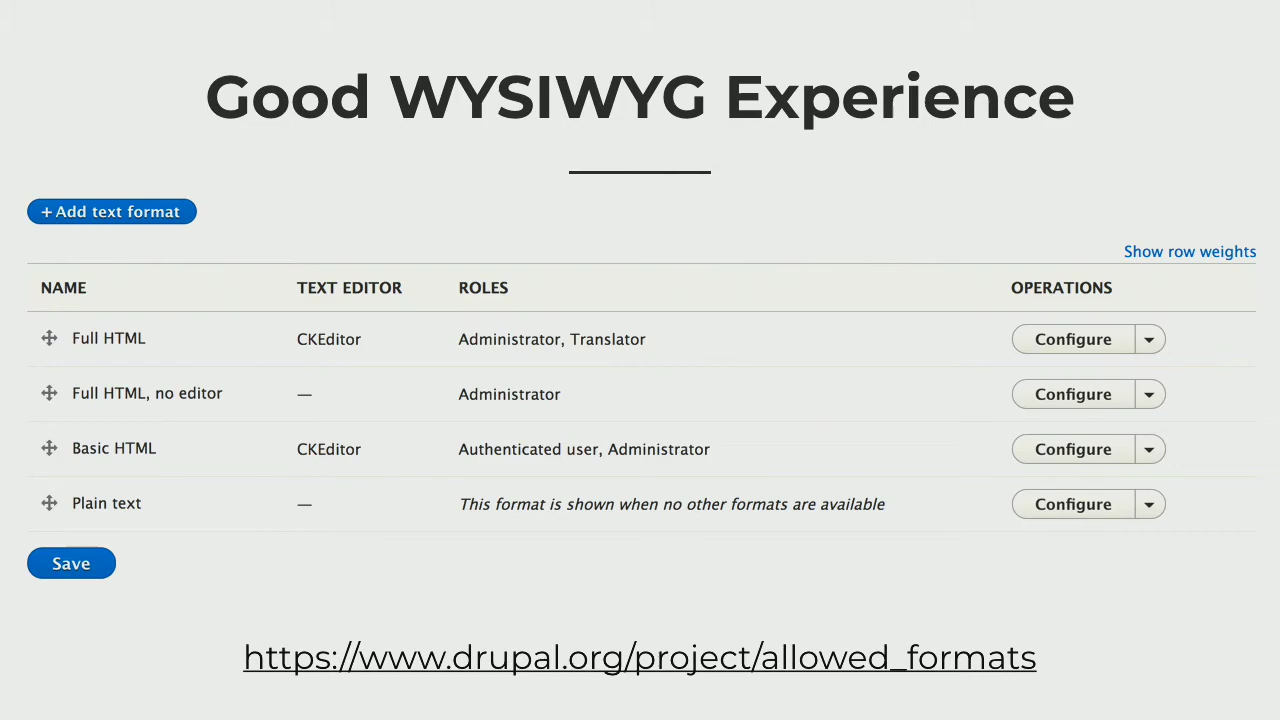 Good WYSIWYG Experience
+ Add text format
Show row weights
NAME TEXT EDITOR ROLES OPERATIONS
Full HTML CKEditor Administrator, Translator Configure
Full HTML, no editor — Administrator Configure
Basic HTML CKEditor Authenticated user, Administrator Configure
Plain text — This format is shown when no other formats are available Configure
Save
https://www.drupal.org/project/allowed_formats